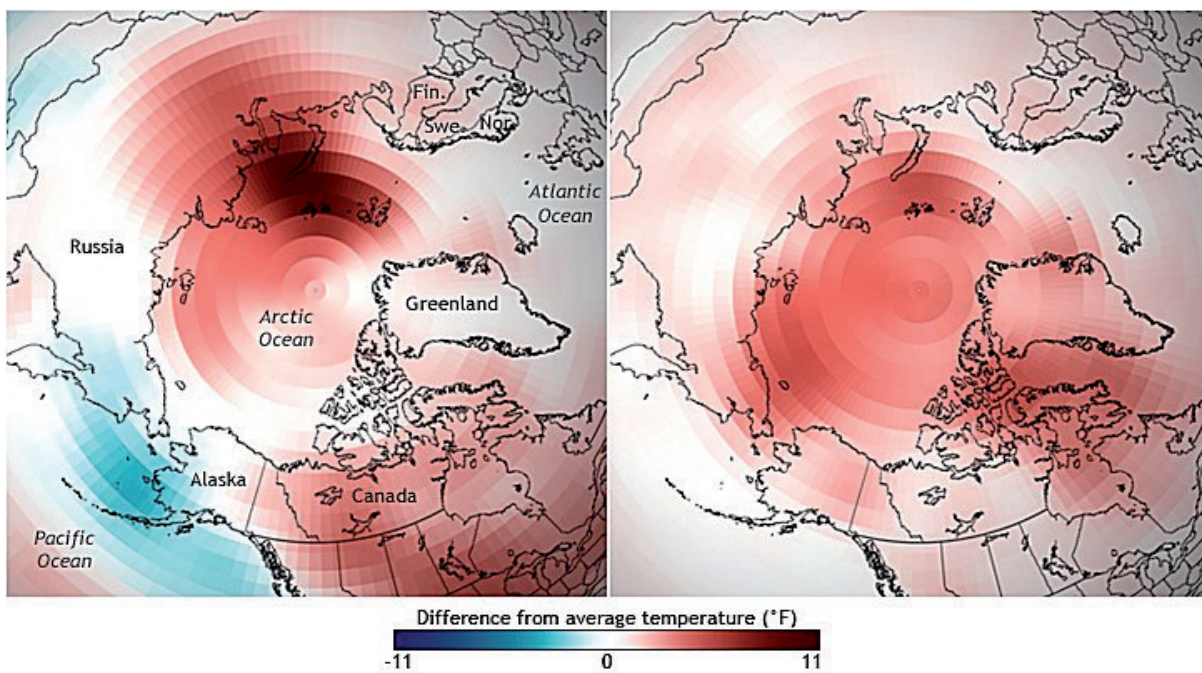 Fin.
Swe.
Nor.
Atlantic
Ocean
Russia
Greenland
Arctic
Ocean
Alaska
Canada
Pacific
Ocean
Difference from average temperature (°F)
-11 0 11